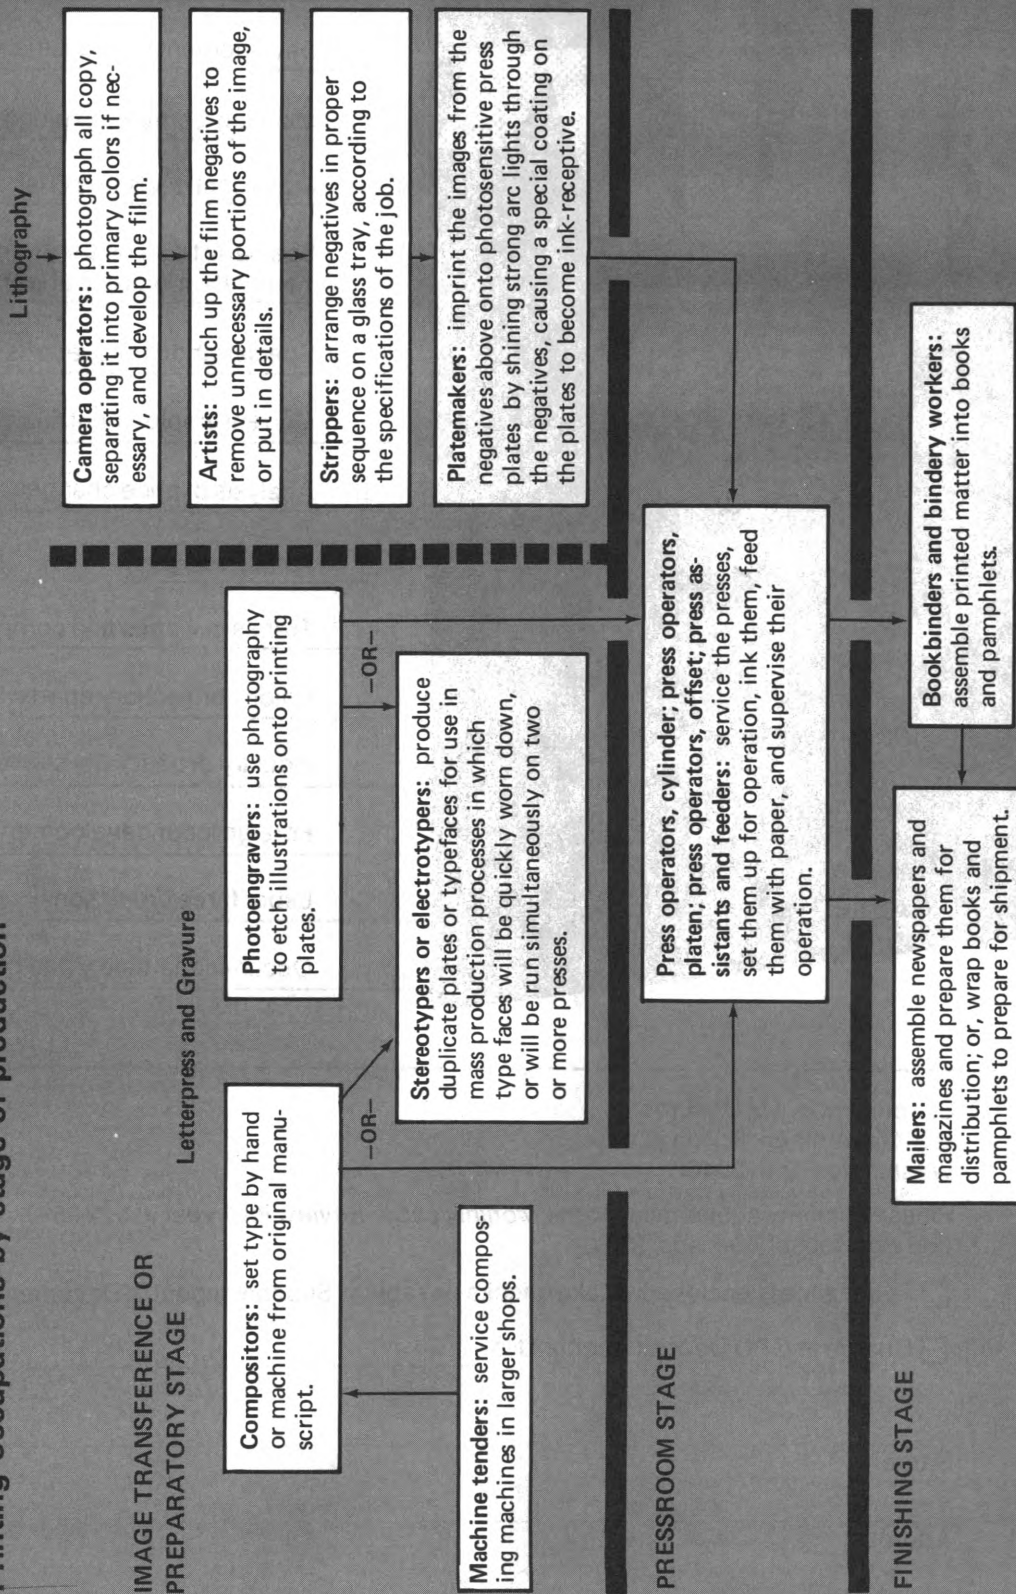 Printing occupations by stage of production
IMAGE TRANSFERENCE OR
PREPARATORY STAGE
Letterpress and Gravure
Lithography
Compositors: set type by hand
or machine from original manu-
script.
Machine tenders: service compos-
ing machines in larger shops.
Photoengravers: use photography
to etch illustrations onto printing
plates.
—OR—
—OR—
Stereotypers or electrotypers: produce
duplicate plates or typefaces for use in
mass production processes in which
type faces will be quickly worn down,
or will be run simultaneously on two
or more presses.
Camera operators: photograph all copy,
separating it into primary colors if nec-
essary, and develop the film.
Artists: touch up the film negatives to
remove unnecessary portions of the image,
or put in details.
Strippers: arrange negatives in proper
sequence on a glass tray, according to
the specifications of the job.
Platemakers: imprint the images from the
negatives above onto photosensitive press
plates by shining strong arc lights through
the negatives, causing a special coating on
the plates to become ink-receptive.
PRESSROOM STAGE
Press operators, cylinder; press operators,
platen; press operators, offset; press as-
sistants and feeders: service the presses,
set them up for operation, ink them, feed
them with paper, and supervise their
operation.
FINISHING STAGE
Mailers: assemble newspapers and
magazines and prepare them for
distribution; or, wrap books and
pamphlets to prepare for shipment.
Bookbinders and bindery workers:
assemble printed matter into books
and pamphlets.